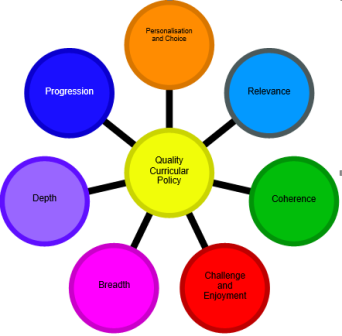 Personalisation
and Choice
Progression
Relevance
Quality
Curricular
Policy
Depth
Coherence
Breadth
Challenge
and
Enjoyment